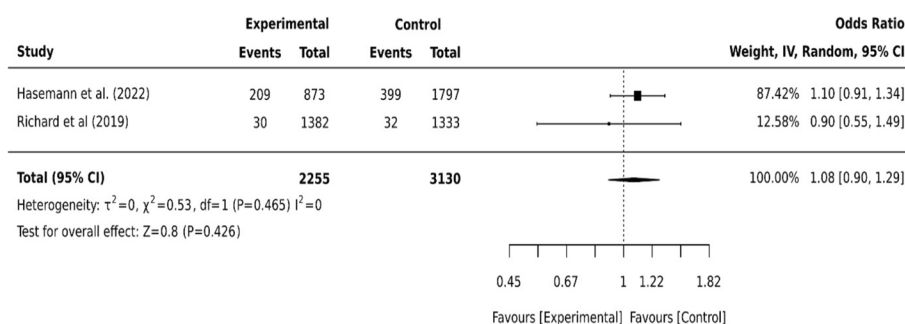 Experimental Control Odds Ratio
Study Events Total Events Total Weight, IV, Random, 95% CI
Hasemann et al. (2022) 209 873 399 1797 87.42% 1.10 [0.91, 1.34]
Richard et al (2019) 30 1382 32 1333 12.58% 0.90 [0.55, 1.49]
Total (95% CI) 2255 3130 100.00% 1.08 [0.90, 1.29]
Heterogeneity: τ²=0, χ²=0.53, df=1 (P=0.465) I²=0
Test for overall effect: Z=0.8 (P=0.426)
0.45 0.67 1 1.22 1.82
Favours [Experimental] Favours [Control]